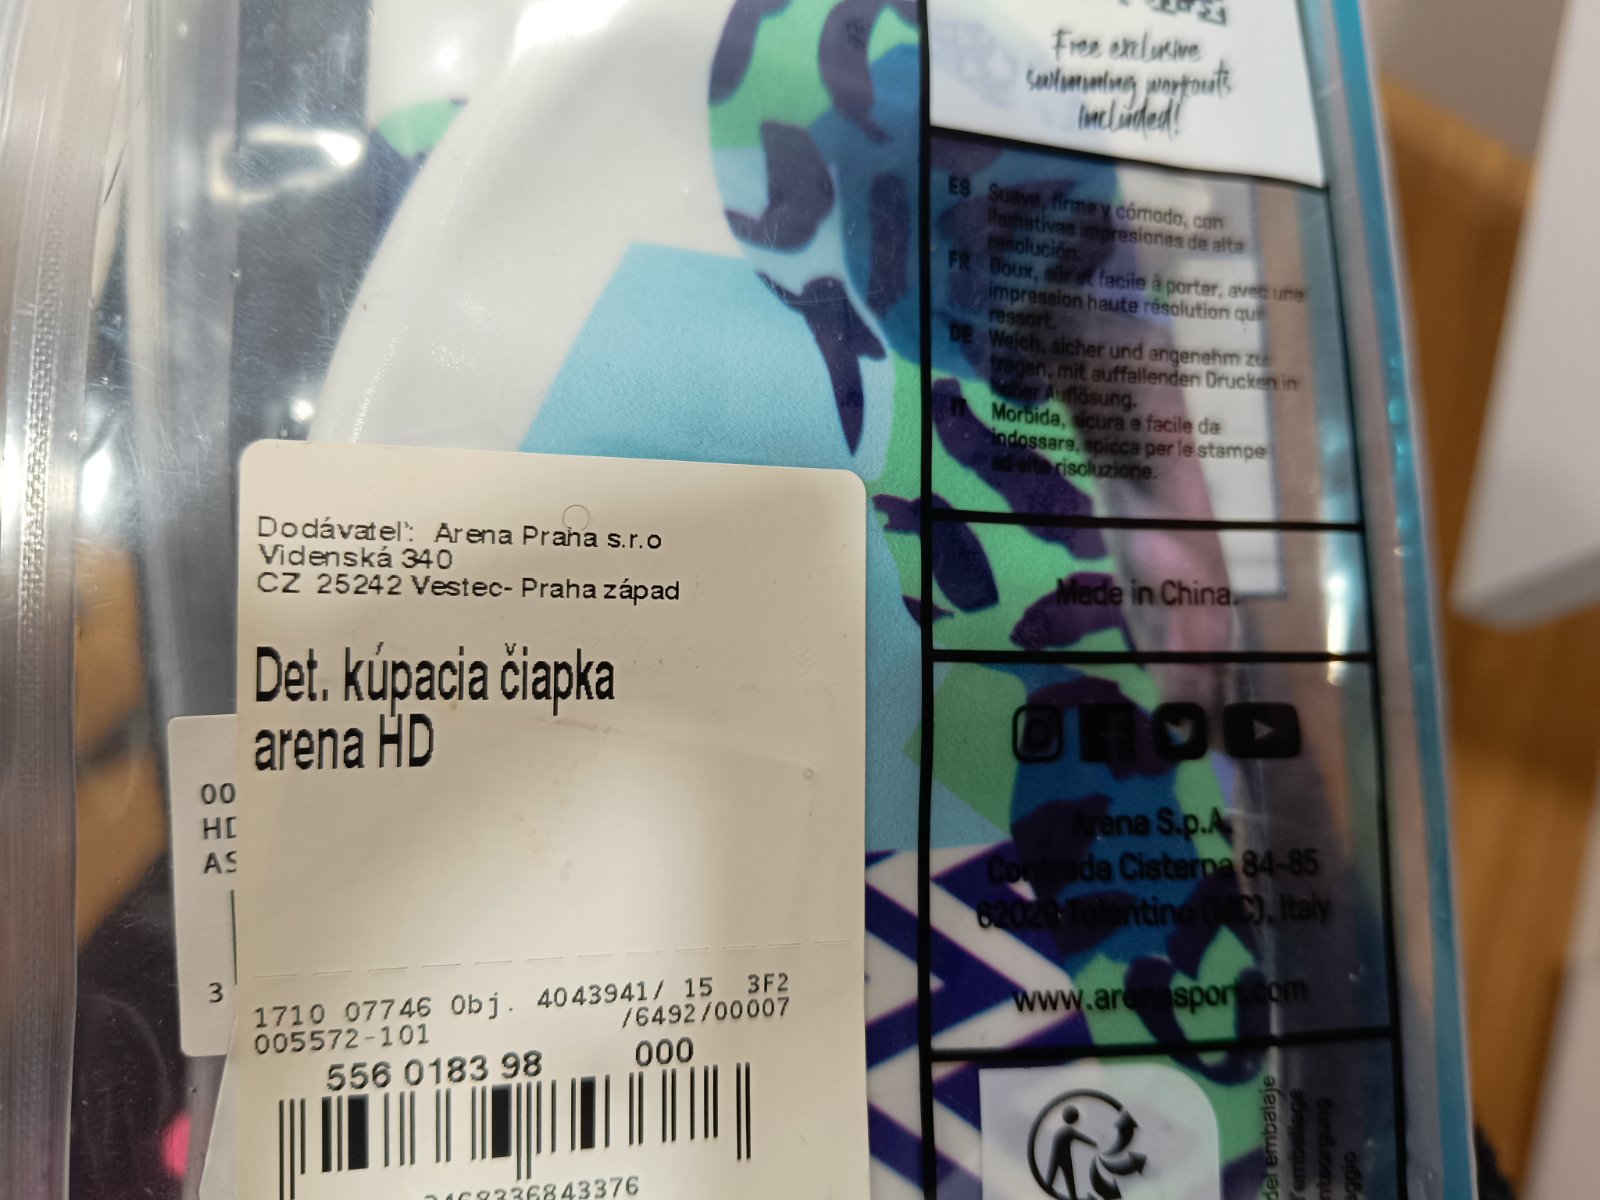 Free exclusive
swimming workouts
included!
ES Suave, firme y cómodo, con
llamativas impresiones de alta
resolución.
FR Doux, sûr et facile à porter, avec une
impression haute résolution qui
ressort.
DE Weich, sicher und angenehm zu
tragen, mit auffallenden Drucken in
hoher Auflösung.
IT Morbida, sicura e facile da
indossare, spicca per le stampe
ad alta risoluzione.
Made in China.
Arena S.p.A.
Contrada Cisterna 84-85
62029 Tolentino (MC), Italy
www.arenasport.com
del embalaje
l'emballage
Dodávateľ: Arena Praha s.r.o
Videnská 340
CZ 25242 Vestec- Praha západ
Det. kúpacia čiapka
arena HD
1710 07746 Obj. 4043941/ 15 3F2
/6492/00007
005572-101
556 0183 98 000
3468336843376
00
HD
AS
3